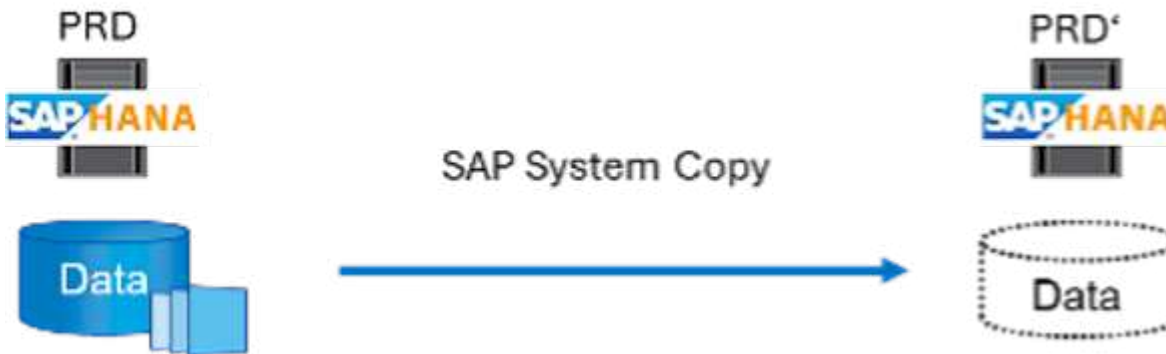 PRD
SAP HANA
Data
SAP System Copy
PRD‘
SAP HANA
Data